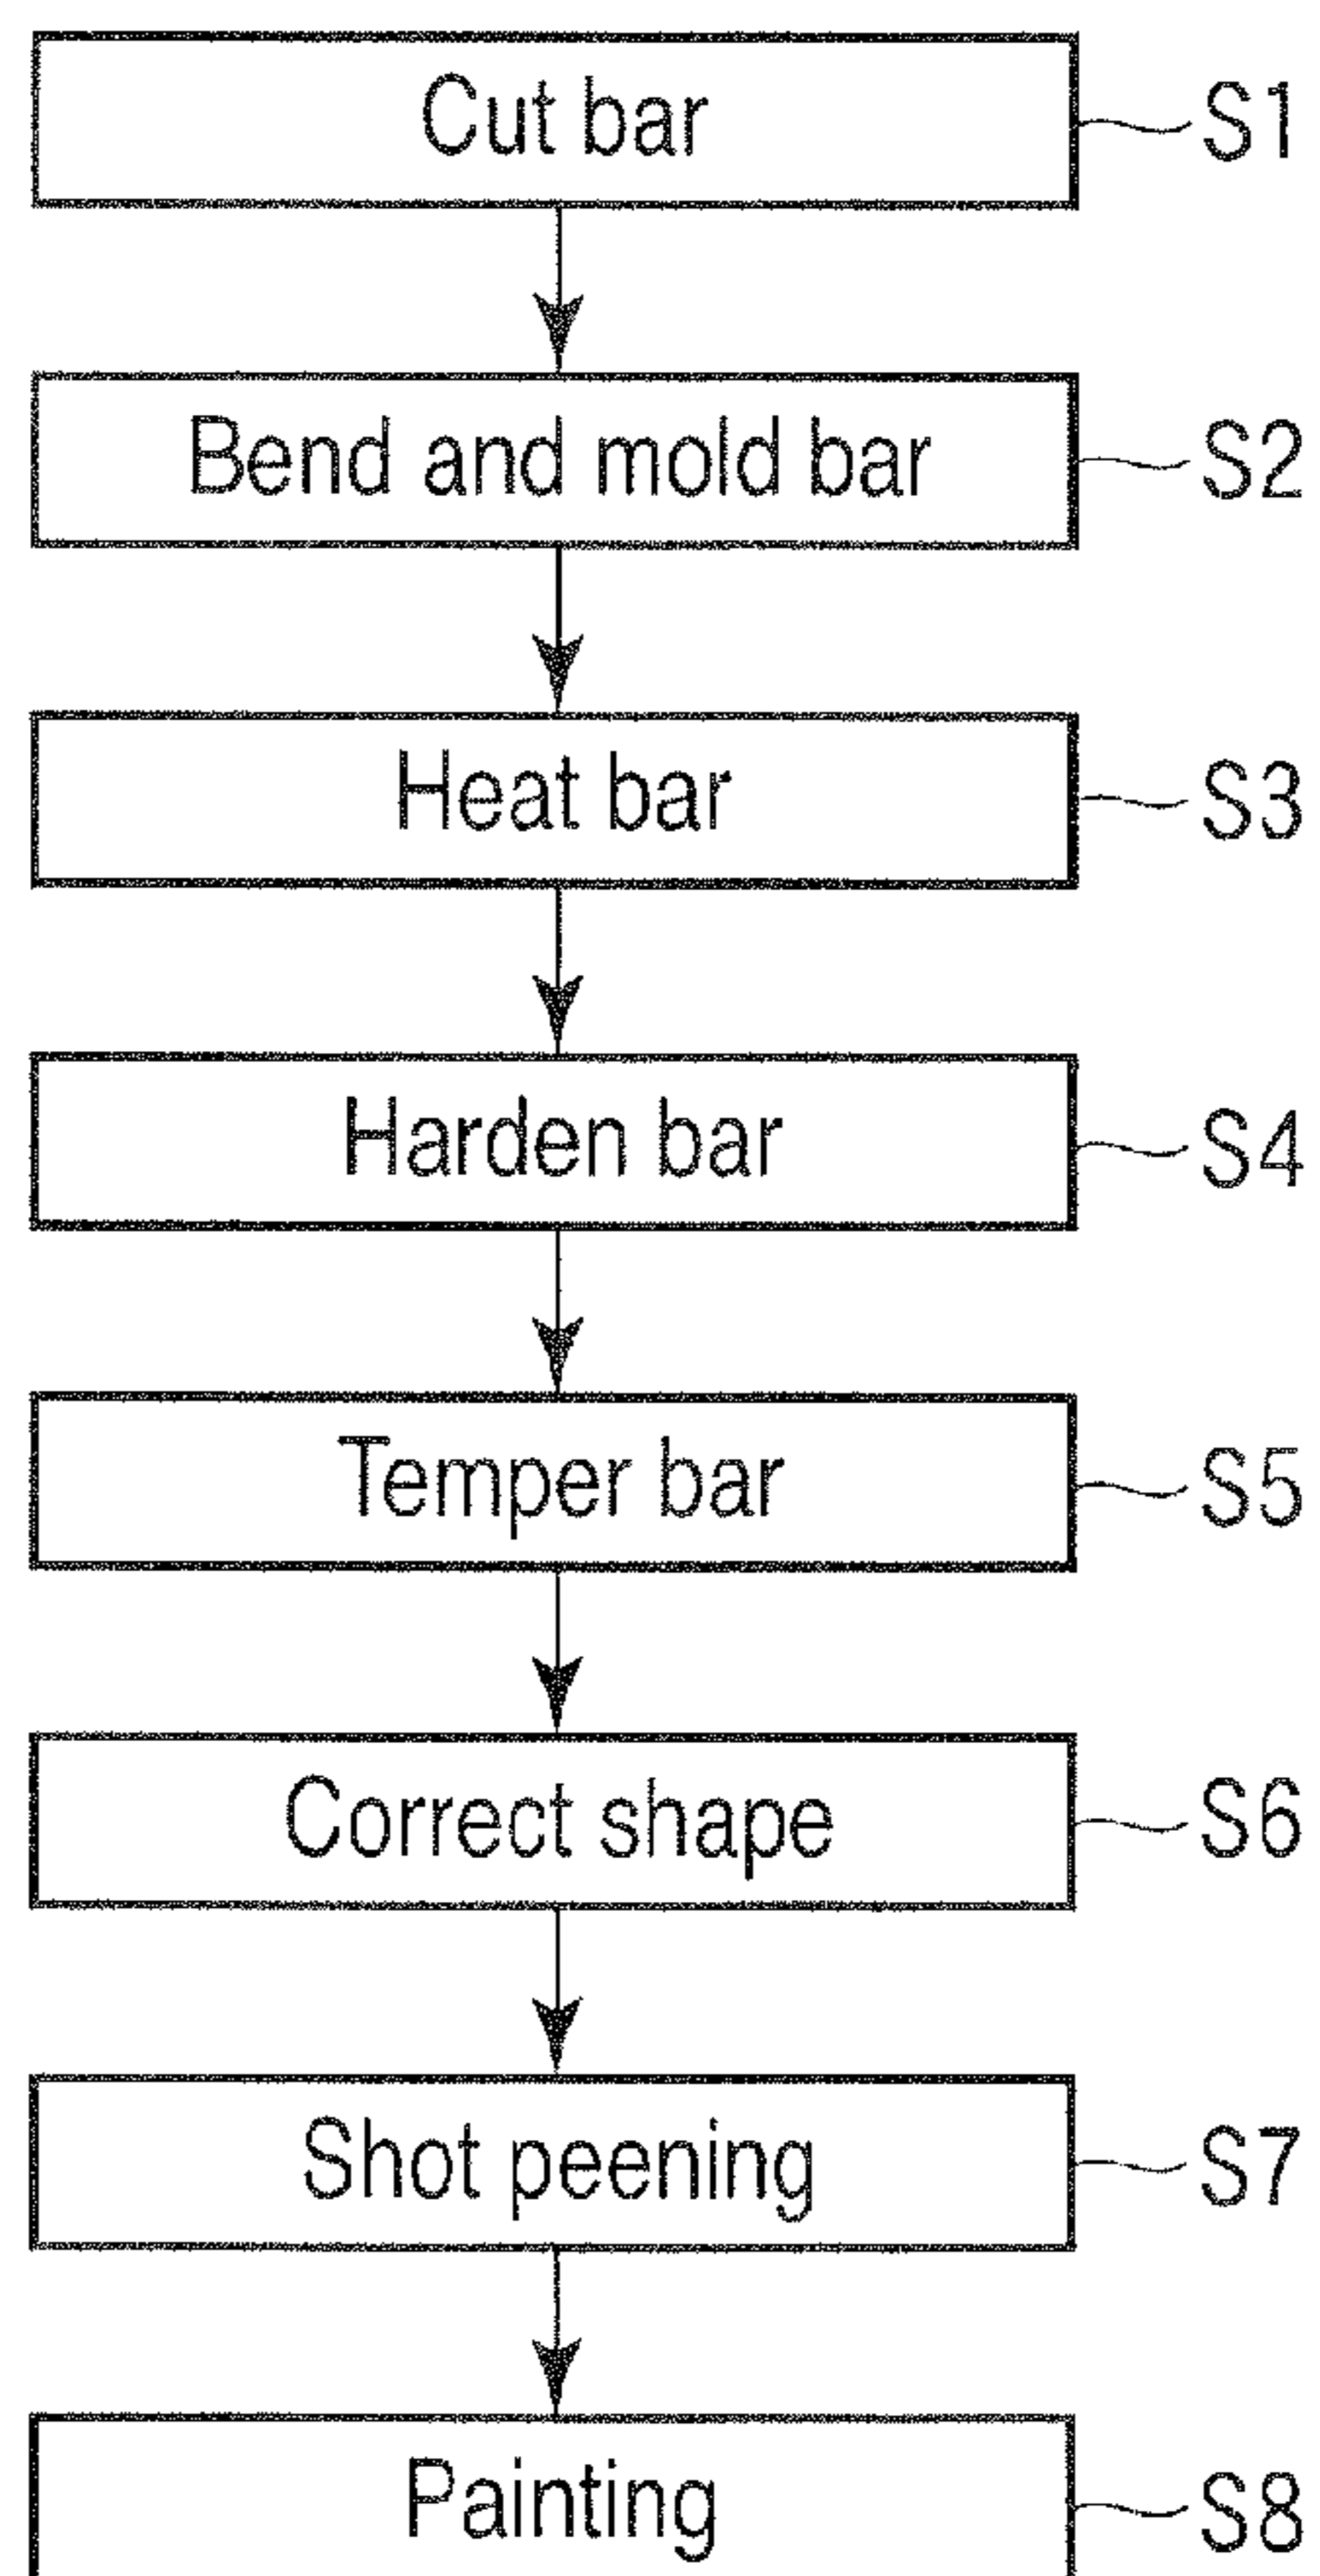 Cut bar S1
Bend and mold bar S2
Heat bar S3
Harden bar S4
Temper bar S5
Correct shape S6
Shot peening S7
Painting S8